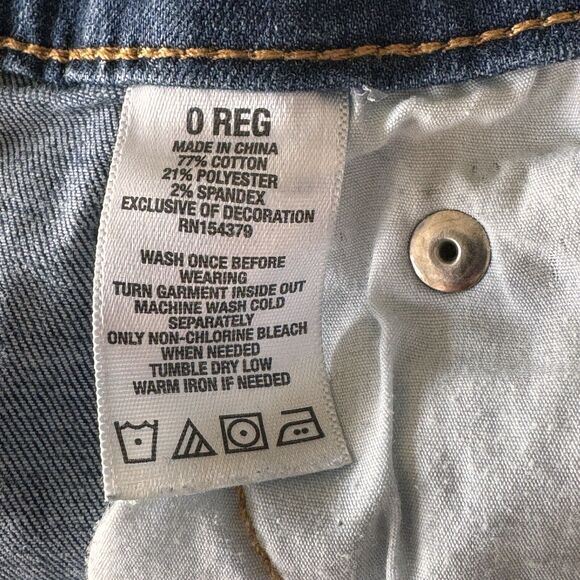 0 REG
MADE IN CHINA
77% COTTON
21% POLYESTER
2% SPANDEX
EXCLUSIVE OF DECORATION
RN154379
WASH ONCE BEFORE
WEARING
TURN GARMENT INSIDE OUT
MACHINE WASH COLD
SEPARATELY
ONLY NON-CHLORINE BLEACH
WHEN NEEDED
TUMBLE DRY LOW
WARM IRON IF NEEDED